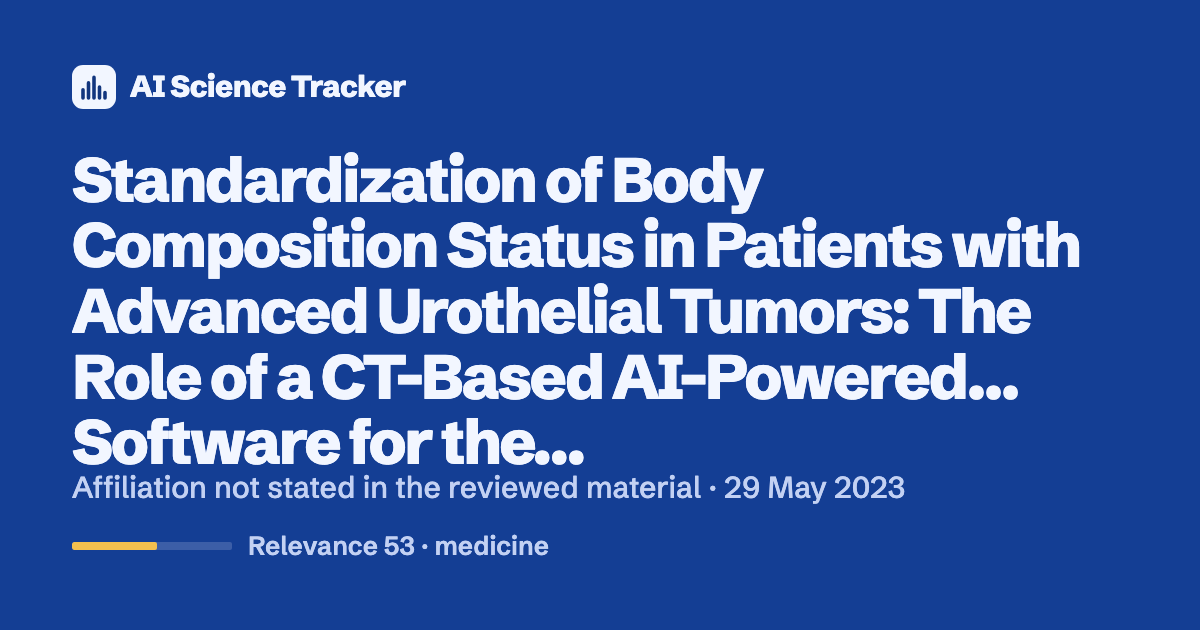 AI Science Tracker
Standardization of Body
Composition Status in Patients with
Advanced Urothelial Tumors: The
Role of a CT-Based AI-Powered…
Software for the…
Affiliation not stated in the reviewed material · 29 May 2023
Relevance 53 · medicine